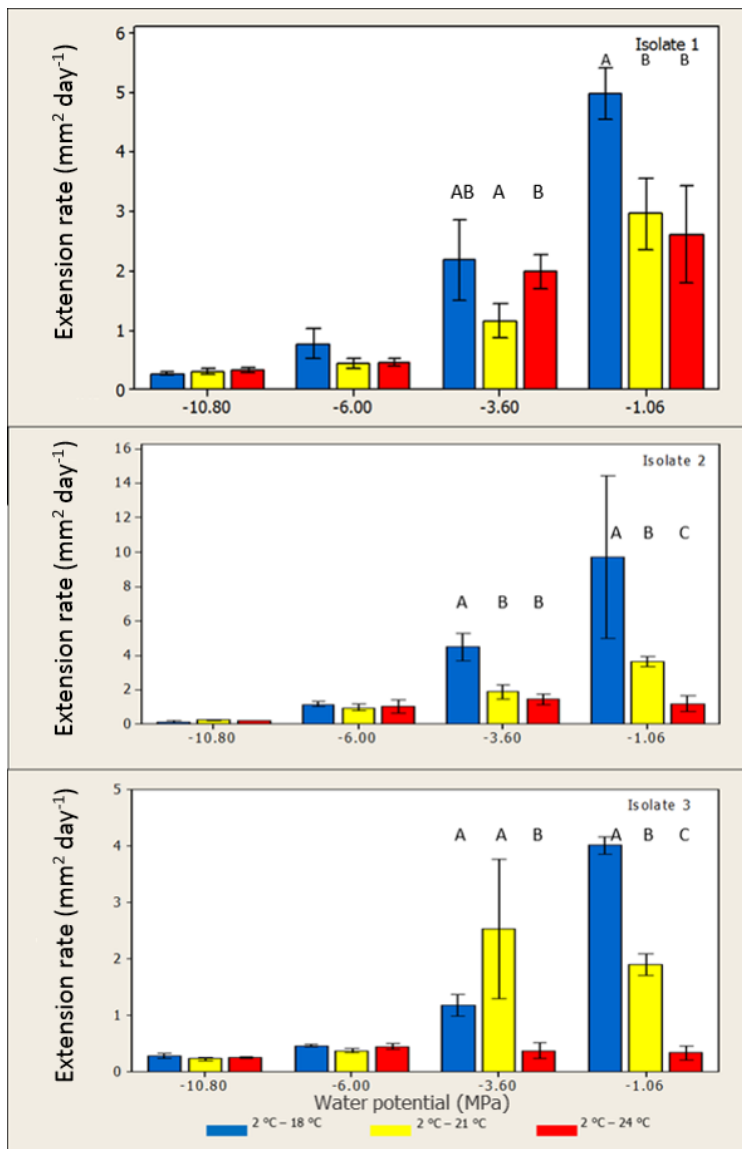 Extension rate (mm² day⁻¹)
Isolate 1
6
5
4
3
2
1
0
A B B
AB A B
-10.80 -6.00 -3.60 -1.06
Extension rate (mm² day⁻¹)
Isolate 2
16
14
12
10
8
6
4
2
0
A B C
A B B
-10.80 -6.00 -3.60 -1.06
Extension rate (mm² day⁻¹)
Isolate 3
5
4
3
2
1
0
A A B A B C
-10.80 -6.00 -3.60 -1.06
Water potential (MPa)
2 ºC – 18 ºC 2 ºC – 21 ºC 2 ºC – 24 ºC